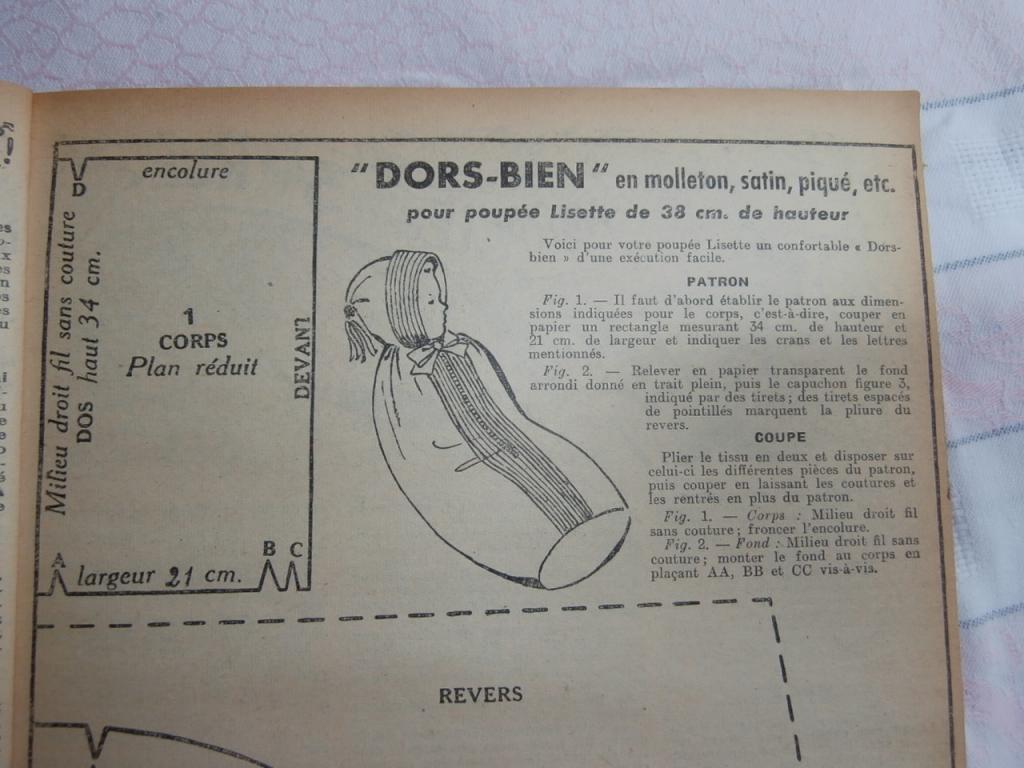 encolure
D
Milieu droit fil sans couture
DOS haut 34 cm.
1
CORPS
Plan réduit
DEVANT
A
B C
largeur 21 cm.
"DORS-BIEN" en molleton, satin, piqué, etc.
pour poupée Lisette de 38 cm. de hauteur
Voici pour votre poupée Lisette un confortable « Dors-
bien » d'une exécution facile.
PATRON
Fig. 1. — Il faut d'abord établir le patron aux dimen-
sions indiquées pour le corps, c'est-à-dire, couper en
papier un rectangle mesurant 34 cm. de hauteur et
21 cm. de largeur et indiquer les crans et les lettres
mentionnés.
Fig. 2. — Relever en papier transparent le fond
arrondi donné en trait plein, puis le capuchon figure 3,
indiqué par des tirets ; des tirets espacés
de pointillés marquent la pliure du
revers.
COUPE
Plier le tissu en deux et disposer sur
celui-ci les différentes pièces du patron,
puis couper en laissant les coutures et
les rentrés en plus du patron.
Fig. 1. — Corps : Milieu droit fil
sans couture ; froncer l'encolure.
Fig. 2. — Fond : Milieu droit fil sans
couture ; monter le fond au corps en
plaçant AA, BB et CC vis-à-vis.
REVERS